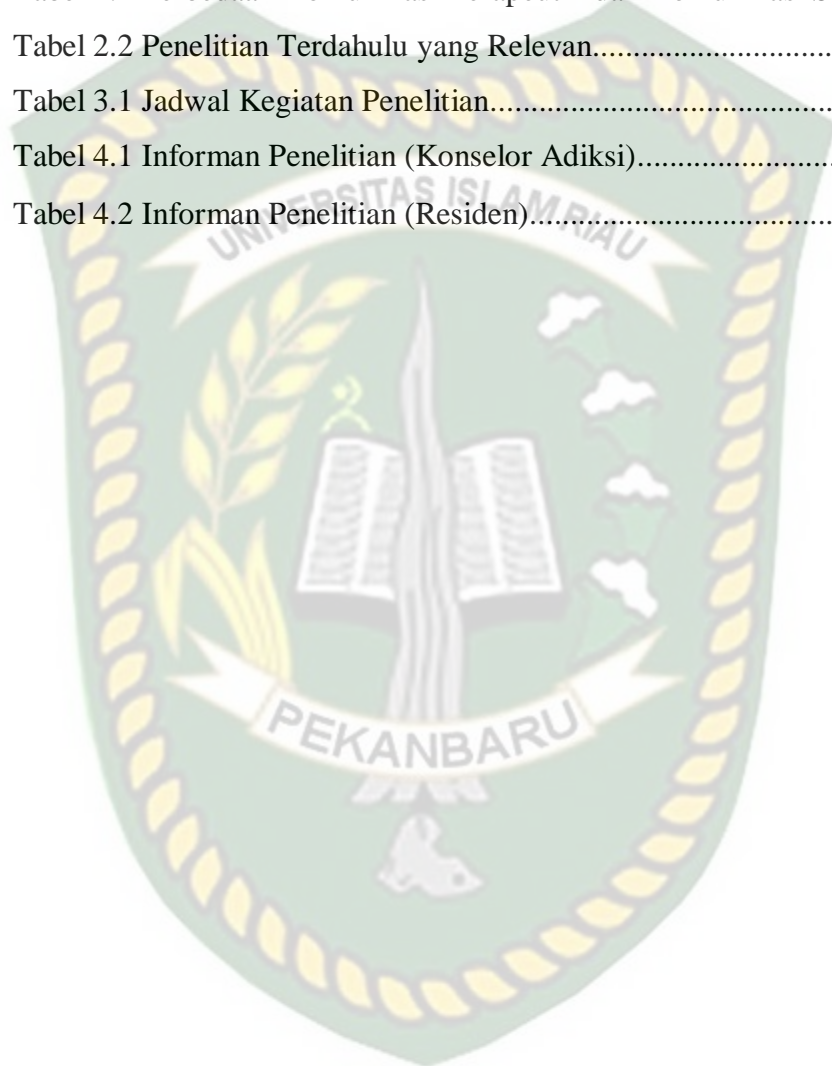 Tabel 2.2 Penelitian Terdahulu yang Relevan..............................
Tabel 3.1 Jadwal Kegiatan Penelitian..........................................
Tabel 4.1 Informan Penelitian (Konselor Adiksi)........................
Tabel 4.2 Informan Penelitian (Residen).....................................
UNIVERSITAS ISLAM RIAU
PEKANBARU